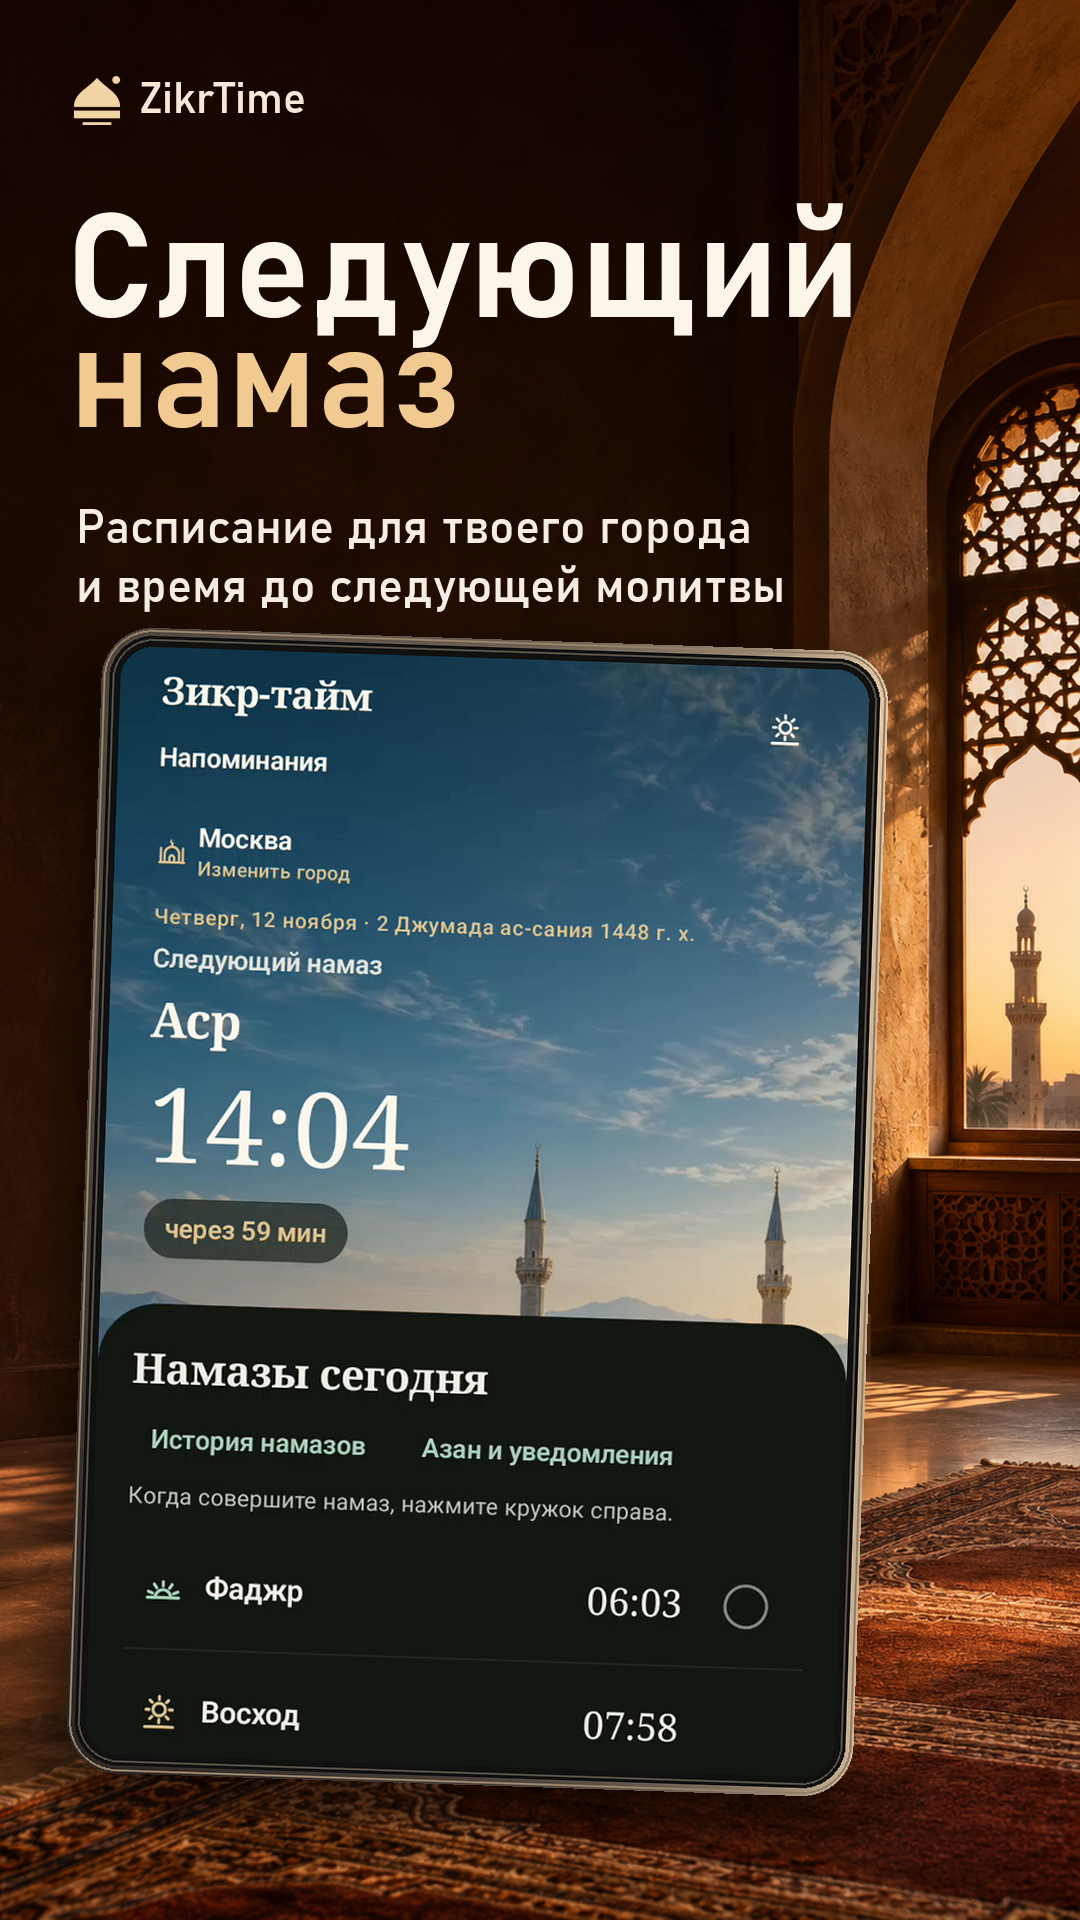 ZikrTime
Следующий
намаз
Расписание для твоего города
и время до следующей молитвы
Зикр-тайм
Напоминания
Москва
Изменить город
Четверг, 12 ноября · 2 Джумада ас-сания 1448 г. х.
Следующий намаз
Аср
14:04
через 59 мин
Намазы сегодня
История намазов Азан и уведомления
Когда совершите намаз, нажмите кружок справа.
Фаджр 06:03
Восход 07:58